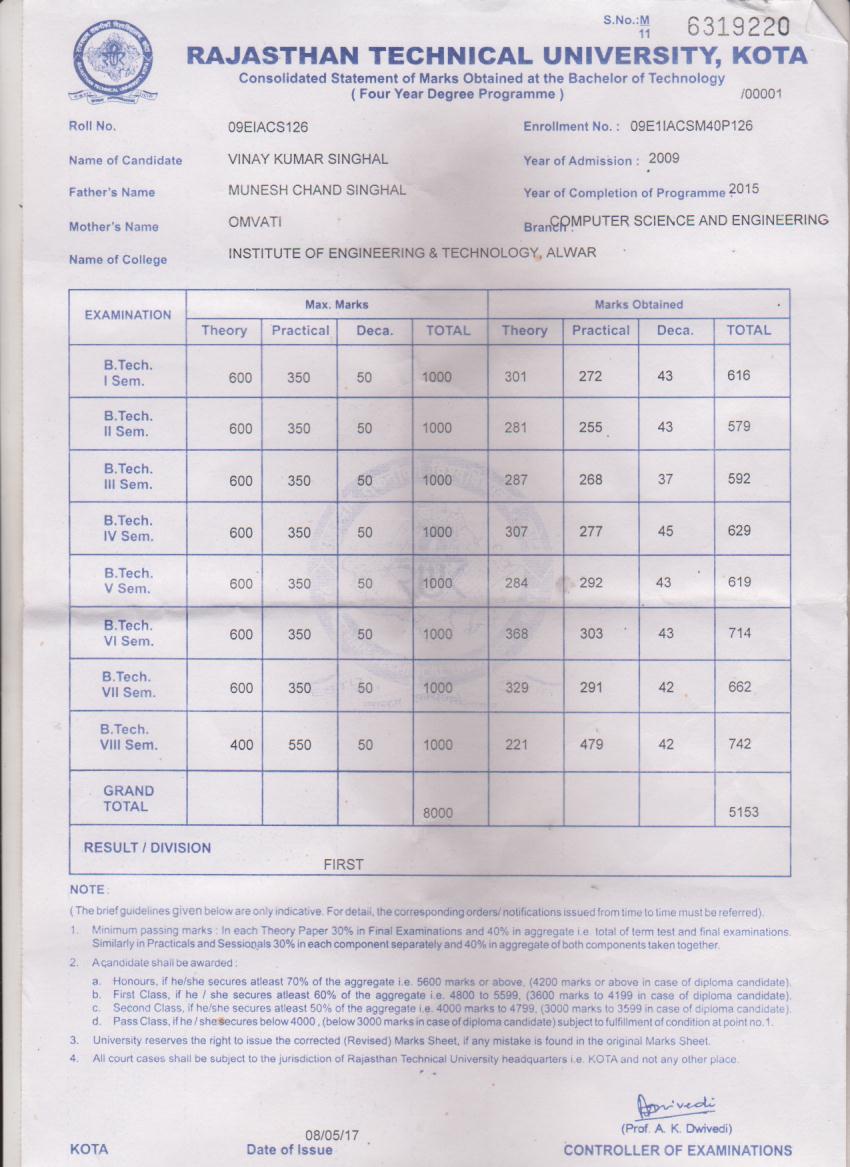 S.No.:M/11 6319220
RAJASTHAN TECHNICAL UNIVERSITY, KOTA
Consolidated Statement of Marks Obtained at the Bachelor of Technology
( Four Year Degree Programme ) /00001
Roll No. 09EIACS126 Enrollment No. : 09E1IACSM40P126
Name of Candidate VINAY KUMAR SINGHAL Year of Admission : 2009
Father's Name MUNESH CHAND SINGHAL Year of Completion of Programme 2015
Mother's Name OMVATI Branch : COMPUTER SCIENCE AND ENGINEERING
Name of College INSTITUTE OF ENGINEERING & TECHNOLOGY, ALWAR
EXAMINATION Max. Marks Marks Obtained
Theory Practical Deca. TOTAL Theory Practical Deca. TOTAL
B.Tech. I Sem. 600 350 50 1000 301 272 43 616
B.Tech. II Sem. 600 350 50 1000 281 255 43 579
B.Tech. III Sem. 600 350 50 1000 287 268 37 592
B.Tech. IV Sem. 600 350 50 1000 307 277 45 629
B.Tech. V Sem. 600 350 50 1000 284 292 43 619
B.Tech. VI Sem. 600 350 50 1000 368 303 43 714
B.Tech. VII Sem. 600 350 50 1000 329 291 42 662
B.Tech. VIII Sem. 400 550 50 1000 221 479 42 742
GRAND TOTAL 8000 5153
RESULT / DIVISION FIRST
NOTE :
( The brief guidelines given below are only indicative. For detail, the corresponding orders/ notifications issued from time to time must be referred).
1. Minimum passing marks : In each Theory Paper 30% in Final Examinations and 40% in aggregate i.e. total of term test and final examinations.
Similarly in Practicals and Sessionals 30% in each component separately and 40% in aggregate of both components taken together.
2. A candidate shall be awarded :
a. Honours, if he/she secures atleast 70% of the aggregate i.e. 5600 marks or above, (4200 marks or above in case of diploma candidate).
b. First Class, if he / she secures atleast 60% of the aggregate i.e. 4800 to 5599, (3600 to 4199 in case of diploma candidate).
c. Second Class, if he/she secures atleast 50% of the aggregate i.e. 4000 to 4799, (3000 to 3599 in case of diploma candidate).
d. Pass Class, if he / she secures below 4000 , (below 3000 marks in case of diploma candidate) subject to fulfillment of condition at point no.1.
3. University reserves the right to issue the corrected (Revised) Marks Sheet, if any mistake is found in the original Marks Sheet.
4. All court cases shall be subject to the jurisdiction of Rajasthan Technical University headquarters i.e. KOTA and not any other place.
(Prof. A. K. Dwivedi)
KOTA Date of Issue 08/05/17 CONTROLLER OF EXAMINATIONS